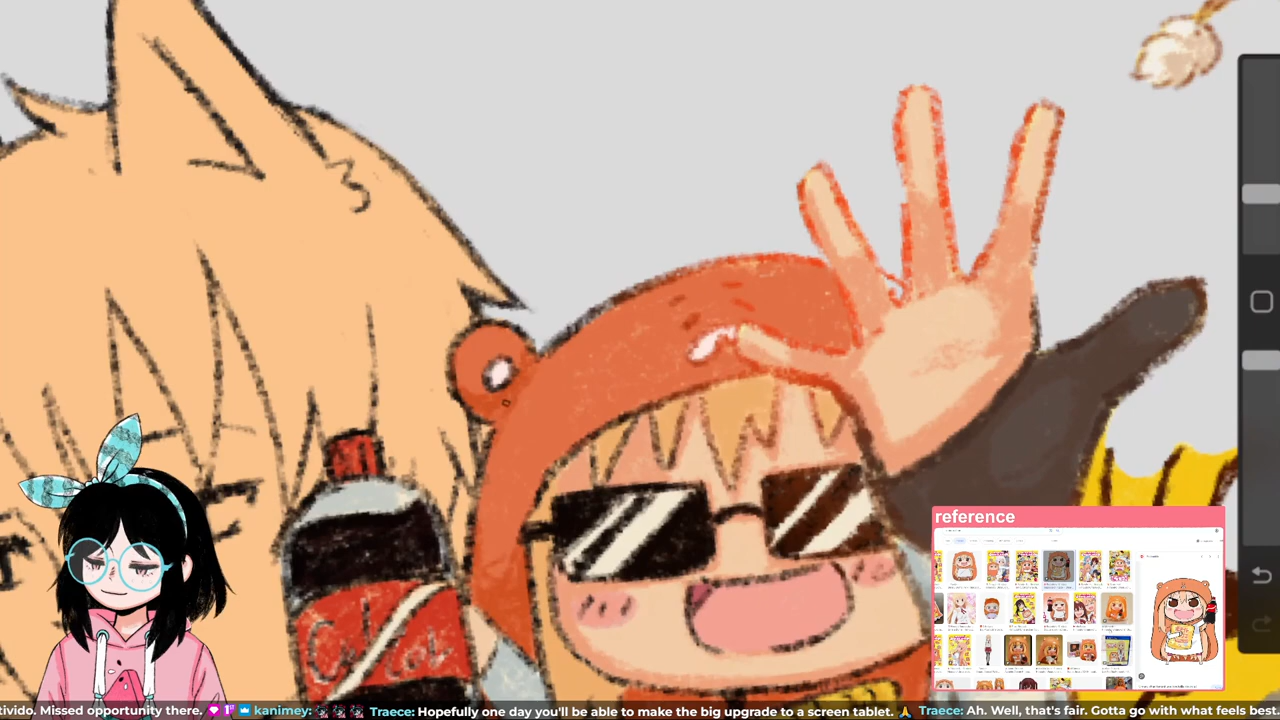 reference
tivido. Missed opportunity there. 1 kanimey: Traece: Hopefully one day you'll be able to make the big upgrade to a screen tablet. 🙏 Traece: Ah. Well, that's fair. Gotta go with what feels best.